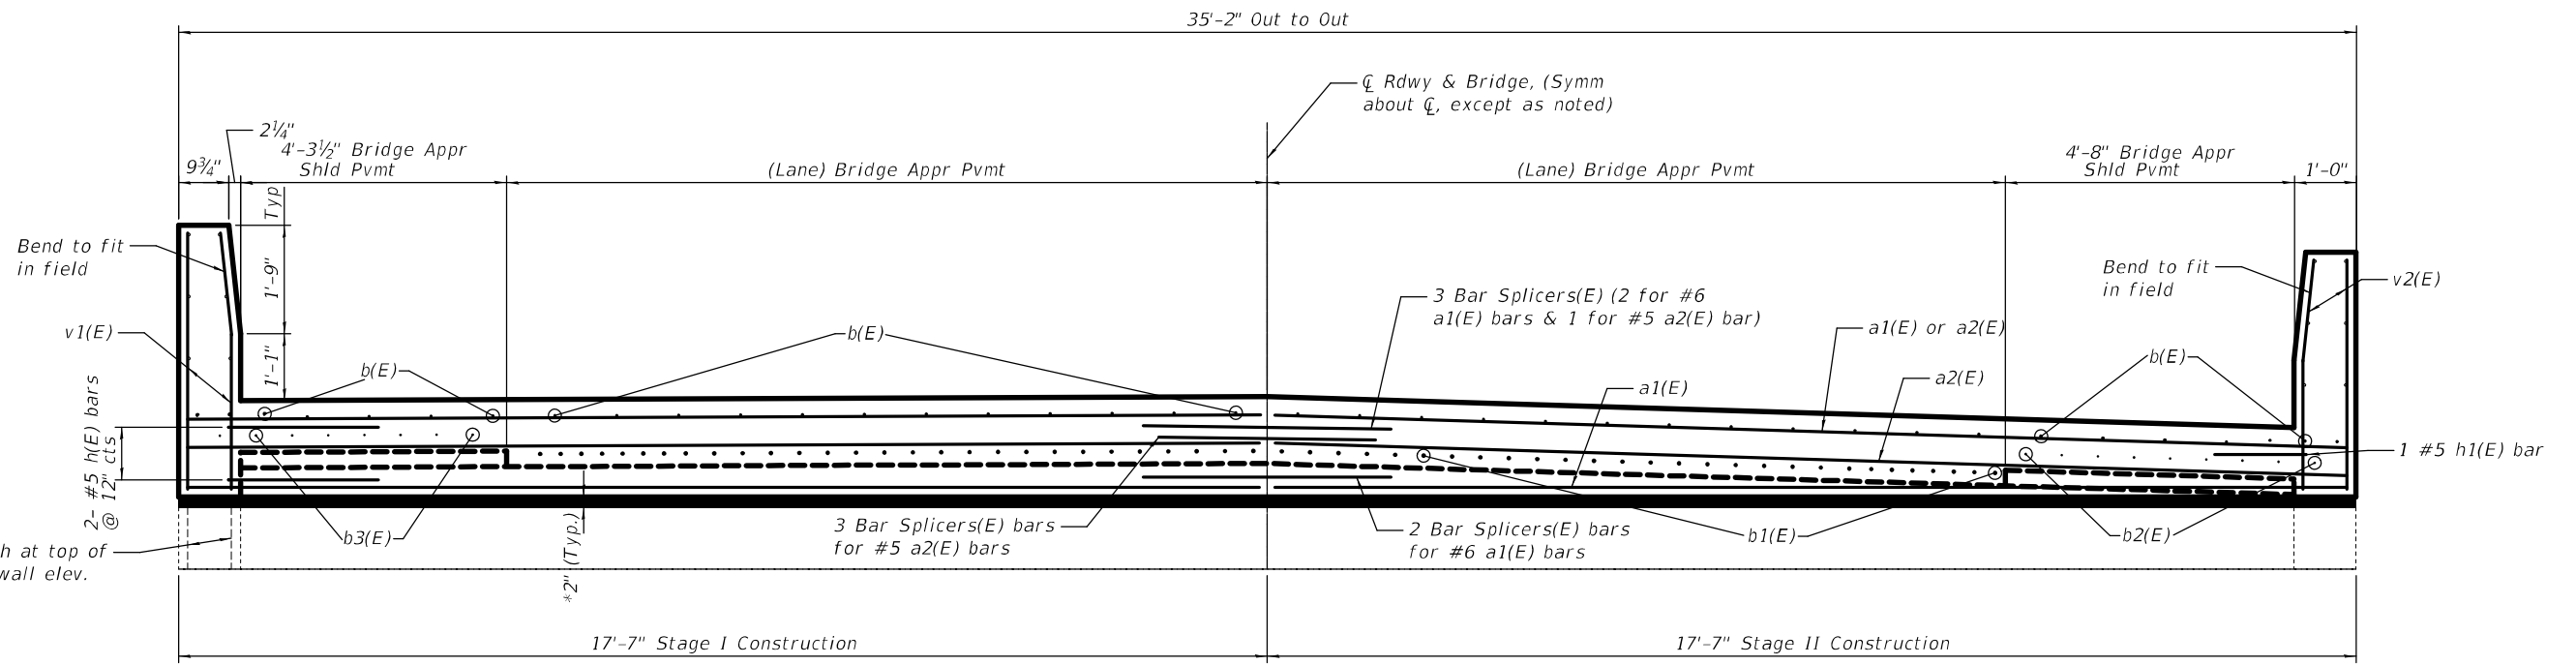 35'-2" Out to Out
℄ Rdwy & Bridge, (Symm
about ℄, except as noted)
2¼"
9¾"
4'-3½" Bridge Appr
Shld Pvmt
(Lane) Bridge Appr Pvmt
(Lane) Bridge Appr Pvmt
4'-8" Bridge Appr
Shld Pvmt
1'-0"
Typ
Bend to fit
in field
1'-9"
v1(E)
1'-1"
b(E)
b(E)
3 Bar Splicers(E) (2 for #6
a1(E) bars & 1 for #5 a2(E) bar)
a1(E) or a2(E)
a1(E)
a2(E)
Bend to fit
in field
v2(E)
b(E)
1 #5 h1(E) bar
2- #5 h(E) bars
@ 12" cts
b3(E)
h at top of
wall elev.
*2" (Typ.)
3 Bar Splicers(E) bars
for #5 a2(E) bars
2 Bar Splicers(E) bars
for #6 a1(E) bars
b1(E)
b2(E)
17'-7" Stage I Construction
17'-7" Stage II Construction